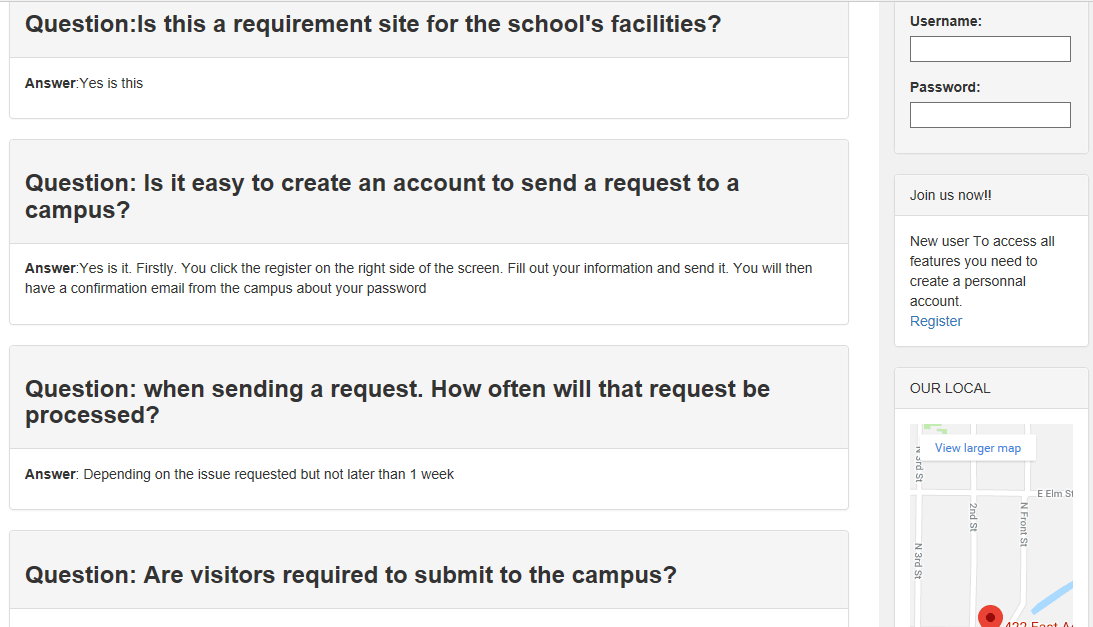 Question:Is this a requirement site for the school's facilities?
Answer:Yes is this
Question: Is it easy to create an account to send a request to a
campus?
Answer:Yes is it. Firstly. You click the register on the right side of the screen. Fill out your information and send it. You will then
have a confirmation email from the campus about your password
Question: when sending a request. How often will that request be
processed?
Answer: Depending on the issue requested but not later than 1 week
Question: Are visitors required to submit to the campus?
Username:
Password:
Join us now!!
New user To access all
features you need to
create a personnal
account.
Register
OUR LOCAL
View larger map
N 3rd St
E Elm St
2nd St
N Front St
N 3rd St
422 East